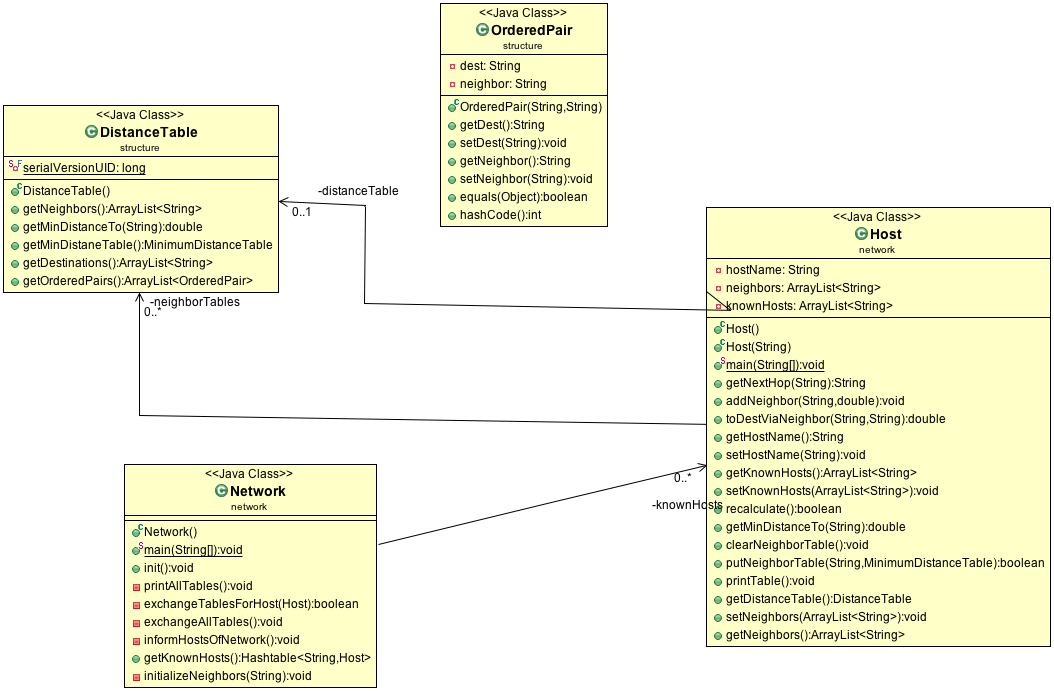 <<Java Class>>
OrderedPair
structure
dest: String
neighbor: String
OrderedPair(String,String)
getDest():String
setDest(String):void
getNeighbor():String
setNeighbor(String):void
equals(Object):boolean
hashCode():int
<<Java Class>>
DistanceTable
structure
serialVersionUID: long
DistanceTable()
getNeighbors():ArrayList<String>
getMinDistanceTo(String):double
getMinDistaneTable():MinimumDistanceTable
getDestinations():ArrayList<String>
getOrderedPairs():ArrayList<OrderedPair>
-distanceTable
0..1
-neighborTables
0..*
<<Java Class>>
Host
network
hostName: String
neighbors: ArrayList<String>
knownHosts: ArrayList<String>
Host()
Host(String)
main(String[]):void
getNextHop(String):String
addNeighbor(String,double):void
toDestViaNeighbor(String,String):double
getHostName():String
setHostName(String):void
getKnownHosts():ArrayList<String>
setKnownHosts(ArrayList<String>):void
recalculate():boolean
getMinDistanceTo(String):double
clearNeighborTable():void
putNeighborTable(String,MinimumDistanceTable):boolean
printTable():void
getDistanceTable():DistanceTable
setNeighbors(ArrayList<String>):void
getNeighbors():ArrayList<String>
0..*
-knownHosts
<<Java Class>>
Network
network
Network()
main(String[]):void
init():void
printAllTables():void
exchangeTablesForHost(Host):boolean
exchangeAllTables():void
informHostsOfNetwork():void
getKnownHosts():Hashtable<String,Host>
initializeNeighbors(String):void